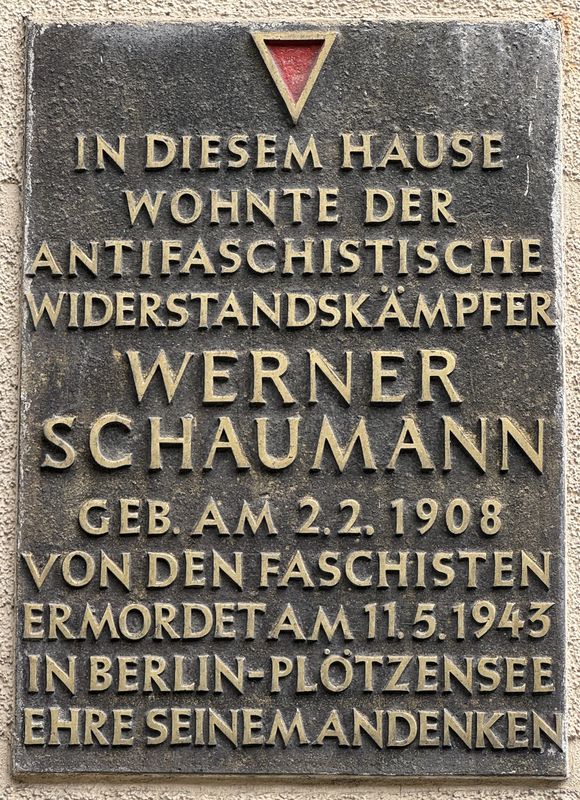 IN DIESEM HAUSE
WOHNTE DER
ANTIFASCHISTISCHE
WIDERSTANDSKÄMPFER
WERNER
SCHAUMANN
GEB. AM 2.2. 1908
VON DEN FASCHISTEN
ERMORDET AM 11.5.1943
IN BERLIN-PLÖTZENSEE
EHRE SEINEM ANDENKEN